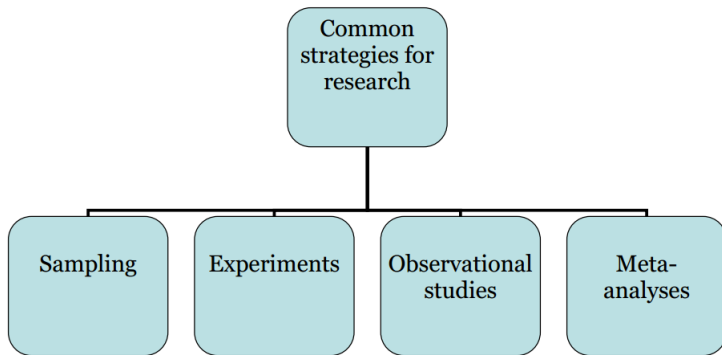 Common
strategies for
research
Sampling
Experiments
Observational
studies
Meta-
analyses